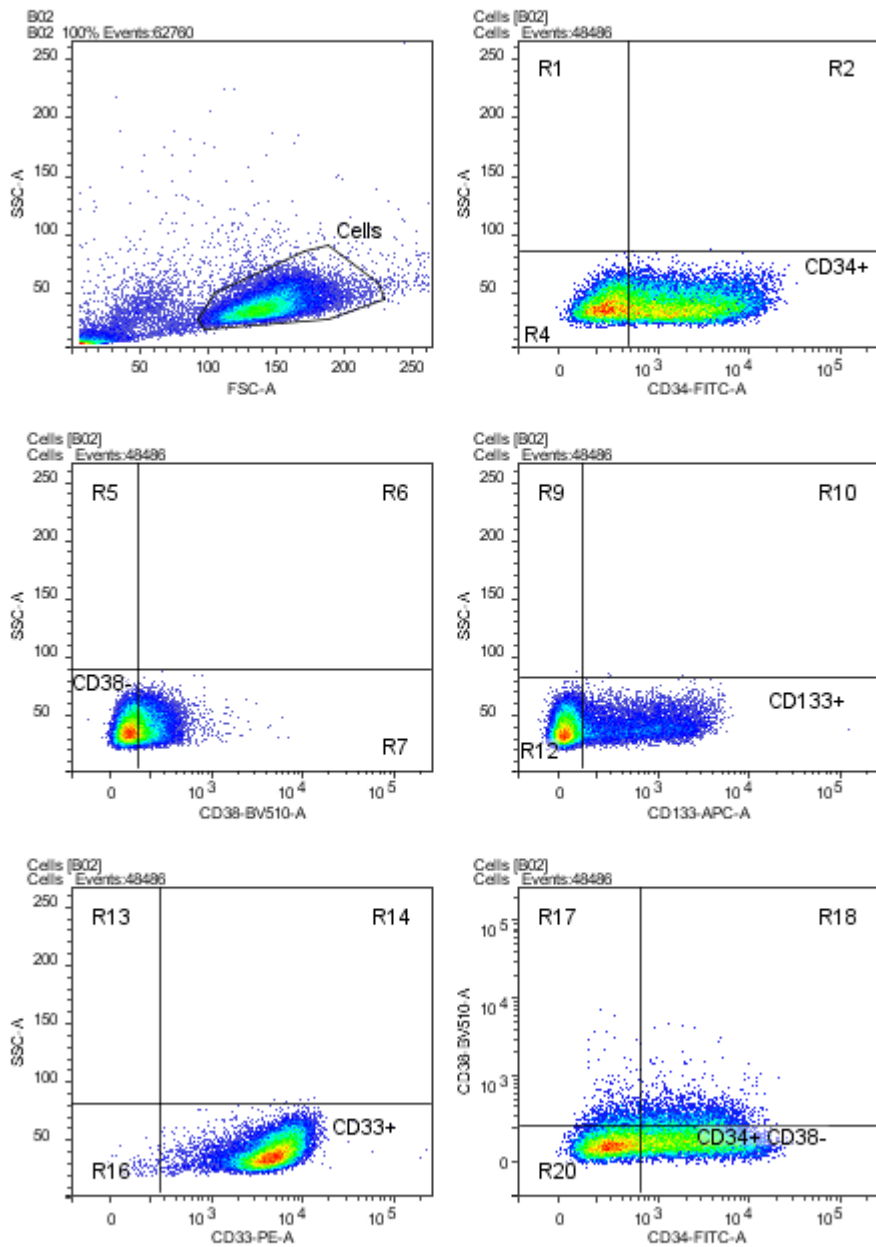 B02
B02 100% Events:62760
250
200
150
100
50
SSC-A
Cells
50 100 150 200 250
FSC-A
Cells [B02]
Cells Events:48486
250
200
150
100
50
SSC-A
R1 R2
CD34+
R4
0 10 3 10 4 10 5
CD34-FITC-A
Cells [B02]
Cells Events:48486
250
200
150
100
50
SSC-A
R5 R6
CD38-
R7
0 10 3 10 4 10 5
CD38-BV510-A
Cells [B02]
Cells Events:48486
250
200
150
100
50
SSC-A
R9 R10
CD133+
R12
0 10 3 10 4 10 5
CD133-APC-A
Cells [B02]
Cells Events:48486
250
200
150
100
50
SSC-A
R13 R14
CD33+
R16
0 10 3 10 4 10 5
CD33-PE-A
Cells [B02]
Cells Events:48486
10 5
10 4
10 3
0
CD38-BV510-A
R17 R18
CD34+ CD38-
R20
0 10 3 10 4 10 5
CD34-FITC-A